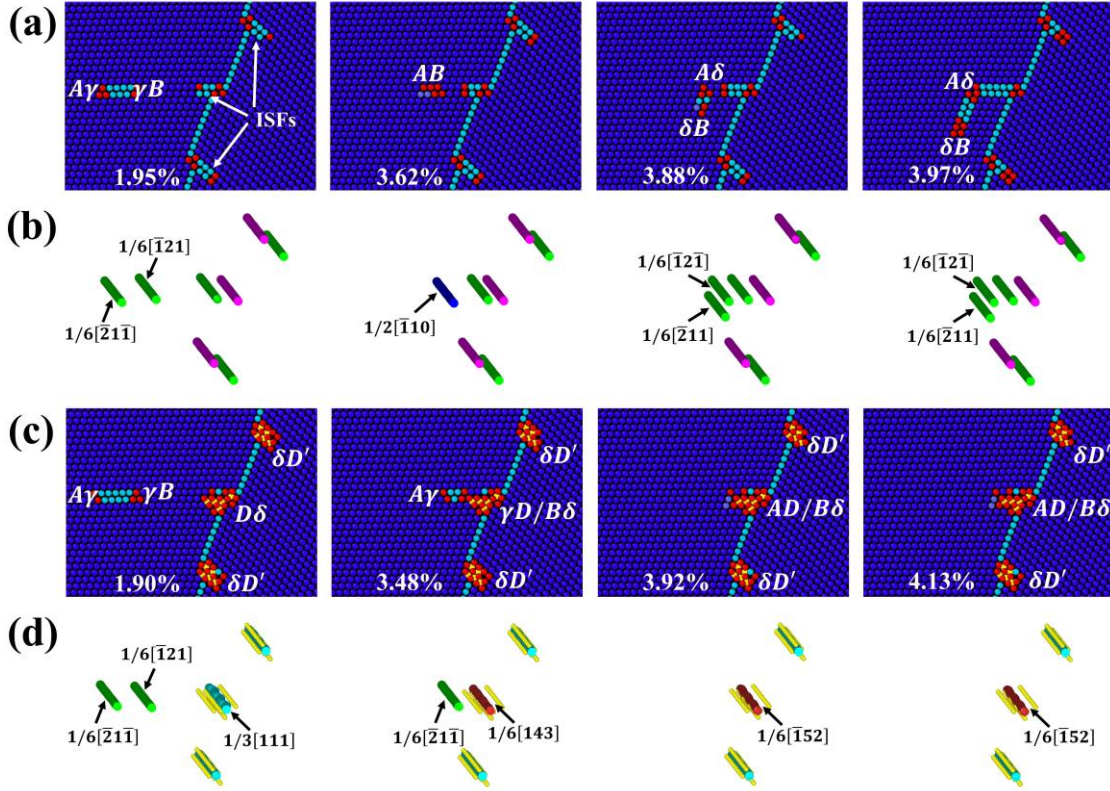 (a)
Aγ γB
ISFs
1.95%
AB
3.62%
Aδ
δB
3.88%
Aδ
δB
3.97%
(b)
1/6[1̅21]
1/6[2̅11̅]
1/2[1̅10]
1/6[1̅21̅]
1/6[2̅11]
1/6[1̅21̅]
1/6[2̅11]
(c)
Aγ γB
δD′
Dδ
1.90% δD′
δD′
Aγ
γD/Bδ
3.48% δD′
δD′
AD/Bδ
3.92% δD′
δD′
AD/Bδ
4.13% δD′
(d)
1/6[1̅21]
1/6[2̅11̅]
1/3[111]
1/6[2̅11̅]
1/6[143]
1/6[1̅52]
1/6[1̅52]